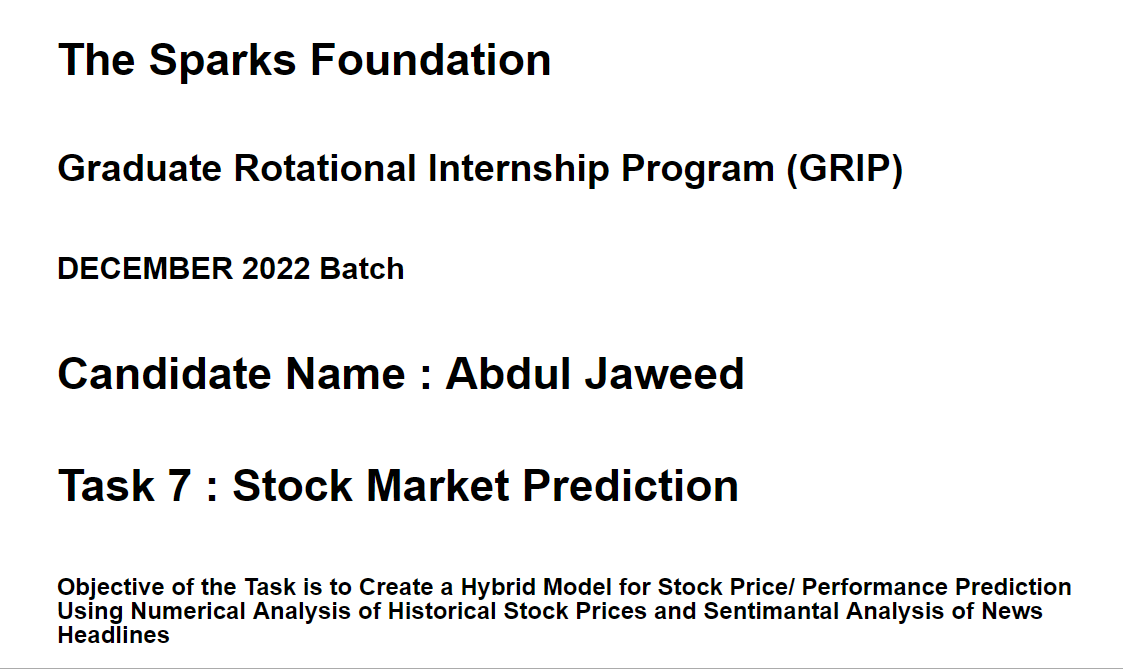 The Sparks Foundation
Graduate Rotational Internship Program (GRIP)
DECEMBER 2022 Batch
Candidate Name : Abdul Jaweed
Task 7 : Stock Market Prediction
Objective of the Task is to Create a Hybrid Model for Stock Price/ Performance Prediction
Using Numerical Analysis of Historical Stock Prices and Sentimantal Analysis of News
Headlines